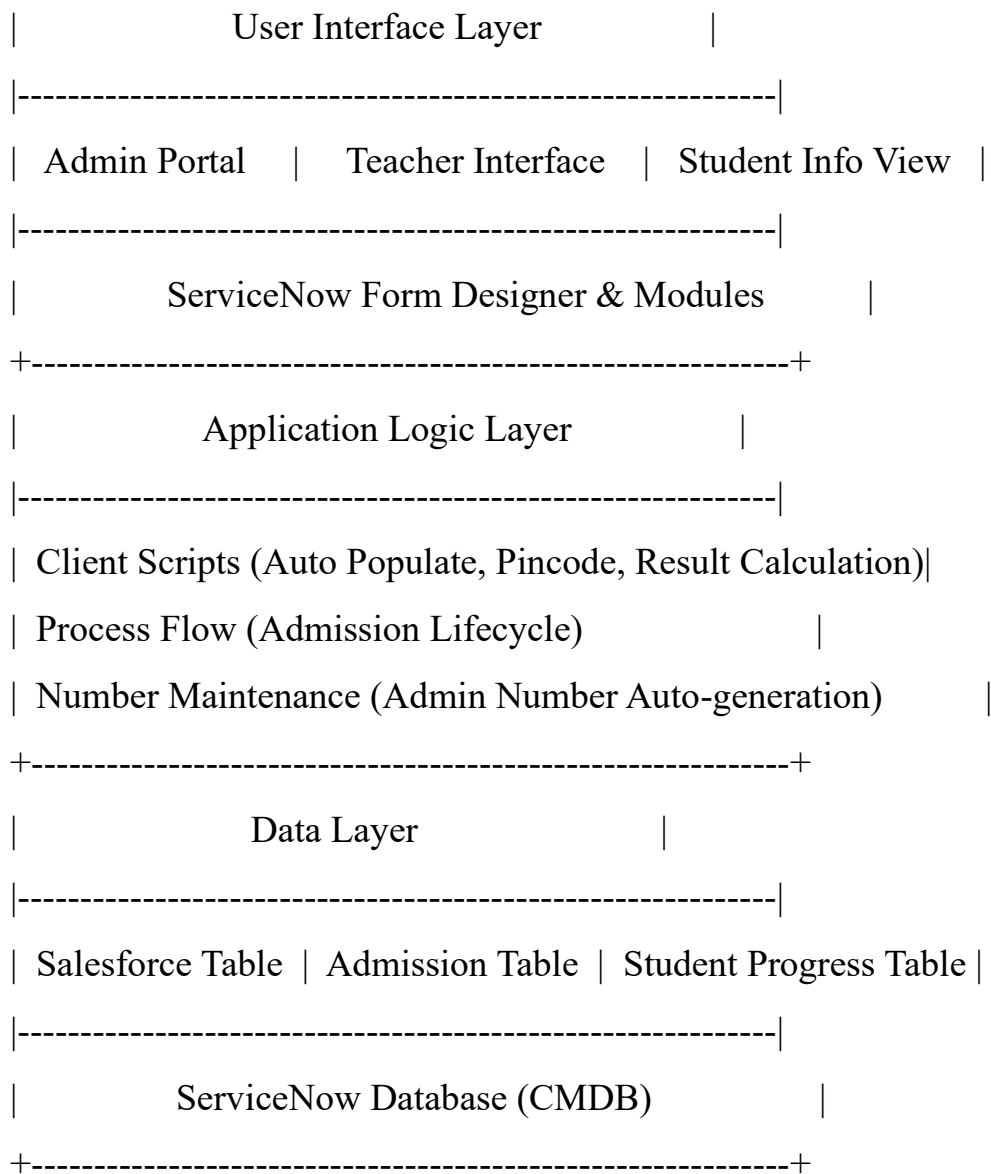 |                       User Interface Layer                  |
|-------------------------------------------------------------|
|   Admin Portal     |     Teacher Interface    |   Student Info View   |
|-------------------------------------------------------------|
|                ServiceNow Form Designer & Modules           |
+-------------------------------------------------------------+
|                    Application Logic Layer                  |
|-------------------------------------------------------------|
|  Client Scripts (Auto Populate, Pincode, Result Calculation)|
|  Process Flow (Admission Lifecycle)                         |
|  Number Maintenance (Admin Number Auto-generation)          |
+-------------------------------------------------------------+
|                         Data Layer                          |
|-------------------------------------------------------------|
|  Salesforce Table  |  Admission Table  |  Student Progress Table |
|-------------------------------------------------------------|
|                 ServiceNow Database (CMDB)                  |
+-------------------------------------------------------------+